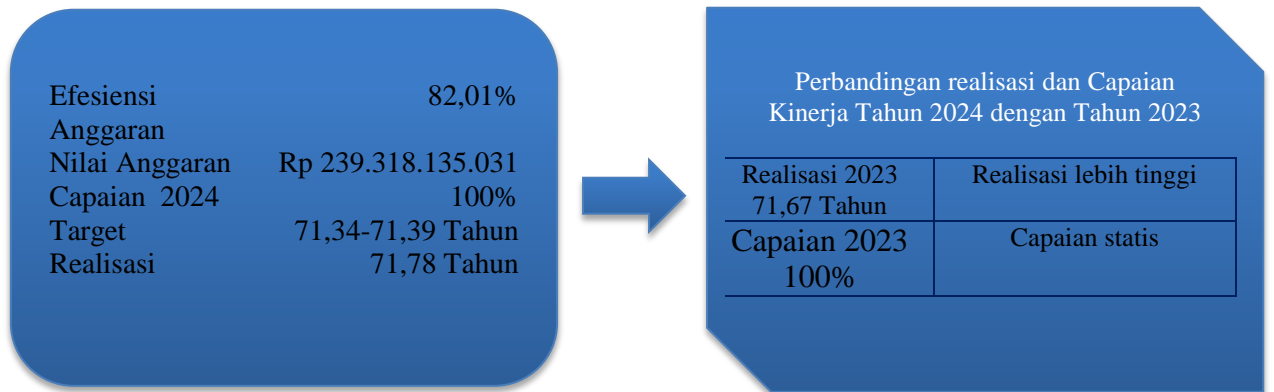 Efesiensi 82,01%
Anggaran
Nilai Anggaran Rp 239.318.135.031
Capaian 2024 100%
Target 71,34-71,39 Tahun
Realisasi 71,78 Tahun
Perbandingan realisasi dan Capaian
Kinerja Tahun 2024 dengan Tahun 2023
Realisasi 2023 Realisasi lebih tinggi
71,67 Tahun
Capaian 2023 Capaian statis
100%